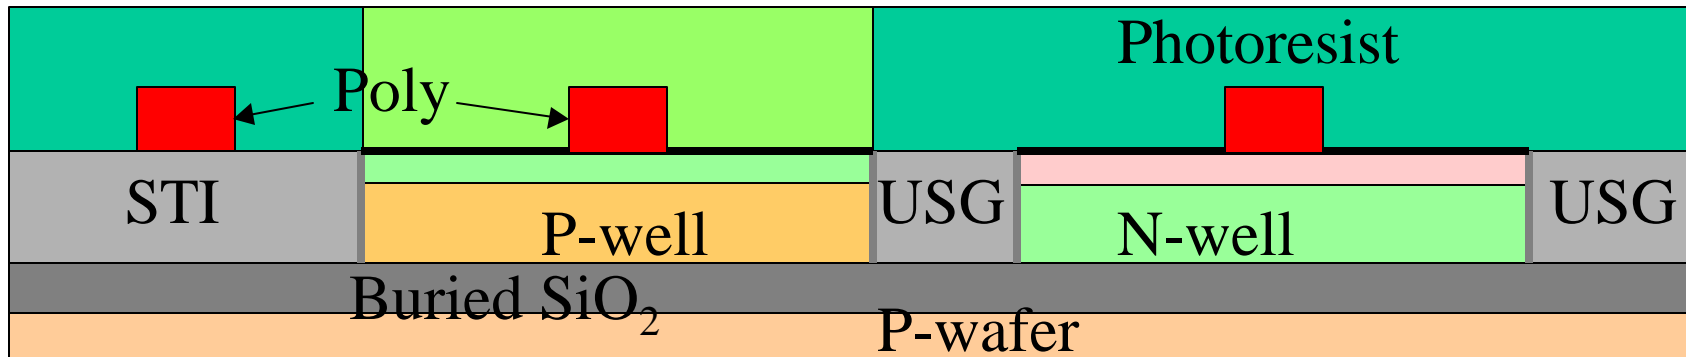 Photoresist
Poly
STI
P-well
USG
N-well
USG
Buried SiO₂
P-wafer